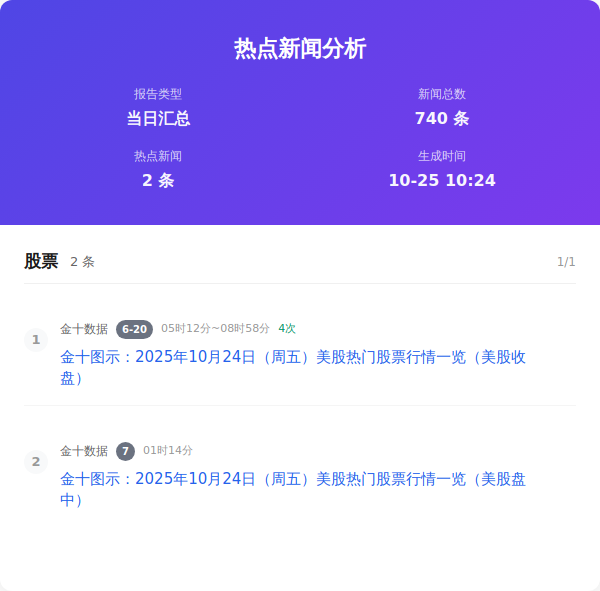 热点新闻分析
报告类型
新闻总数
当日汇总
740 条
热点新闻
生成时间
2 条
10-25 10:24
股票 2 条 1/1
1 金十数据 6-20 05时12分~08时58分 4次
金十图示：2025年10月24日（周五）美股热门股票行情一览（美股收
盘）
2 金十数据 7 01时14分
金十图示：2025年10月24日（周五）美股热门股票行情一览（美股盘
中）